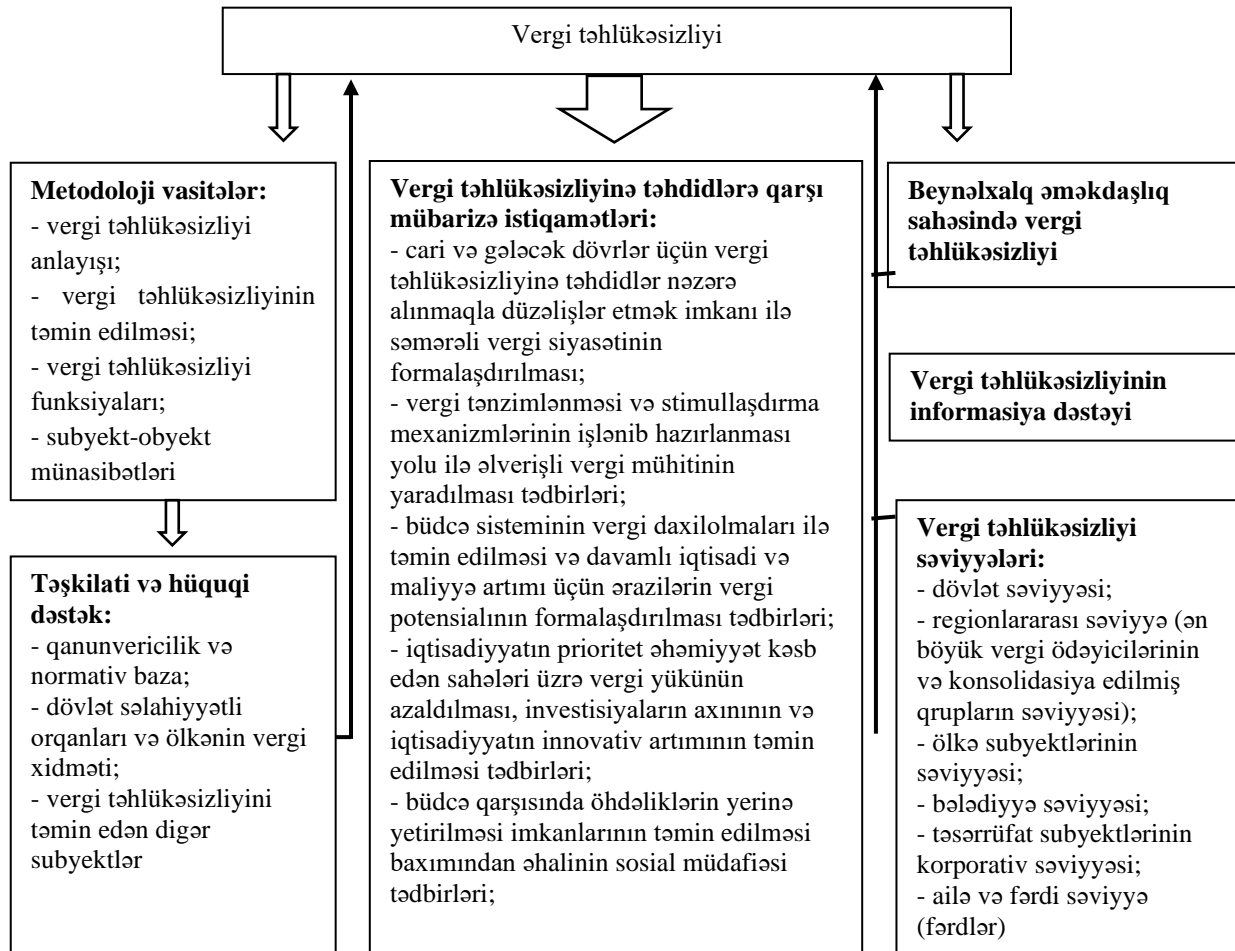 Vergi təhlükəsizliyi
Metodoloji vasitələr:
- vergi təhlükəsizliyi
anlayışı;
- vergi təhlükəsizliyinin
təmin edilməsi;
- vergi təhlükəsizliyi
funksiyaları;
- subyekt-obyekt
münasibətləri
Təşkilati və hüquqi
dəstək:
- qanunvericilik və
normativ baza;
- dövlət səlahiyyətli
orqanları və ölkənin vergi
xidməti;
- vergi təhlükəsizliyini
təmin edən digər
subyektlər
Vergi təhlükəsizliyinə təhdidlərə qarşı
mübarizə istiqamətləri:
- cari və gələcək dövrlər üçün vergi
təhlükəsizliyinə təhdidlər nəzərə
alınmaqla düzəlişlər etmək imkanı ilə
səmərəli vergi siyasətinin
formalaşdırılması;
- vergi tənzimlənməsi və stimullaşdırma
mexanizmlərinin işlənib hazırlanması
yolu ilə əlverişli vergi mühitinin
yaradılması tədbirləri;
- büdcə sisteminin vergi daxilolmaları ilə
təmin edilməsi və davamlı iqtisadi və
maliyyə artımı üçün ərazilərin vergi
potensialının formalaşdırılması tədbirləri;
- iqtisadiyyatın prioritet əhəmiyyət kəsb
edən sahələri üzrə vergi yükünün
azaldılması, investisiyaların axınının və
iqtisadiyyatın innovativ artımının təmin
edilməsi tədbirləri;
- büdcə qarşısında öhdəliklərin yerinə
yetirilməsi imkanlarının təmin edilməsi
baxımından əhalinin sosial müdafiəsi
tədbirləri;
Beynəlxalq əməkdaşlıq
sahəsində vergi
təhlükəsizliyi
Vergi təhlükəsizliyinin
informasiya dəstəyi
Vergi təhlükəsizliyi
səviyyələri:
- dövlət səviyyəsi;
- regionlararası səviyyə (ən
böyük vergi ödəyicilərinin
və konsolidasiya edilmiş
qrupların səviyyəsi);
- ölkə subyektlərinin
səviyyəsi;
- bələdiyyə səviyyəsi;
- təsərrüfat subyektlərinin
korporativ səviyyəsi;
- ailə və fərdi səviyyə
(fərdlər)